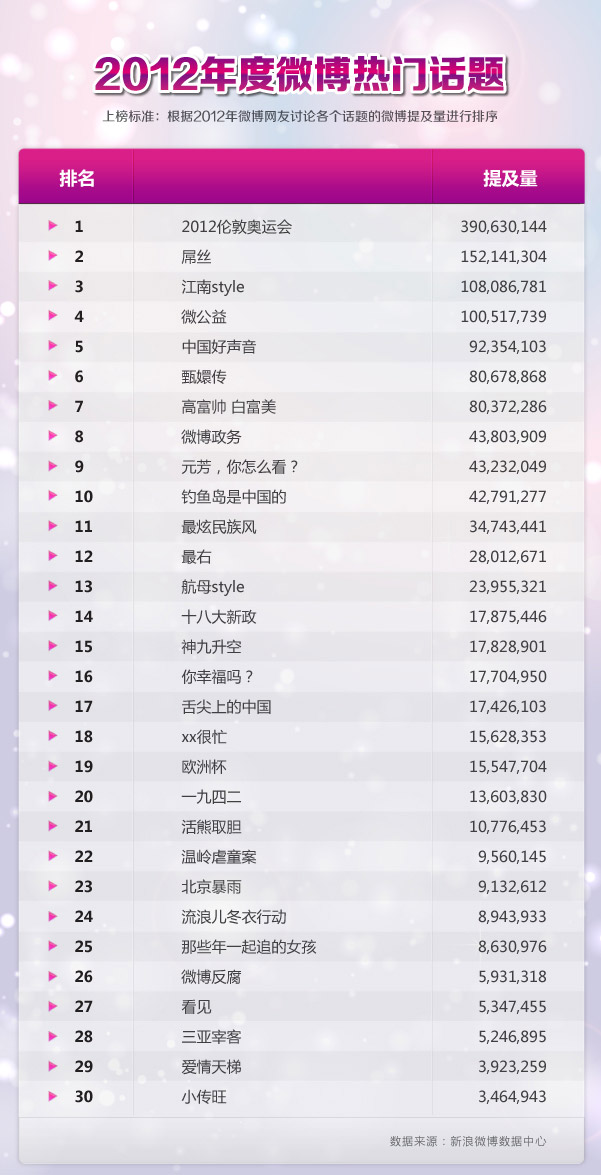 2012年度微博热门话题
上榜标准：根据2012年微博网友讨论各个话题的微博提及量进行排序
排名 提及量
1 2012伦敦奥运会 390,630,144
2 屌丝 152,141,304
3 江南style 108,086,781
4 微公益 100,517,739
5 中国好声音 92,354,103
6 甄嬛传 80,678,868
7 高富帅 白富美 80,372,286
8 微博政务 43,803,909
9 元芳，你怎么看？ 43,232,049
10 钓鱼岛是中国的 42,791,277
11 最炫民族风 34,743,441
12 最右 28,012,671
13 航母style 23,955,321
14 十八大新政 17,875,446
15 神九升空 17,828,901
16 你幸福吗？ 17,704,950
17 舌尖上的中国 17,426,103
18 xx很忙 15,628,353
19 欧洲杯 15,547,704
20 一九四二 13,603,830
21 活熊取胆 10,776,453
22 温岭虐童案 9,560,145
23 北京暴雨 9,132,612
24 流浪儿冬衣行动 8,943,933
25 那些年一起追的女孩 8,630,976
26 微博反腐 5,931,318
27 看见 5,347,455
28 三亚宰客 5,246,895
29 爱情天梯 3,923,259
30 小传旺 3,464,943
数据来源：新浪微博数据中心